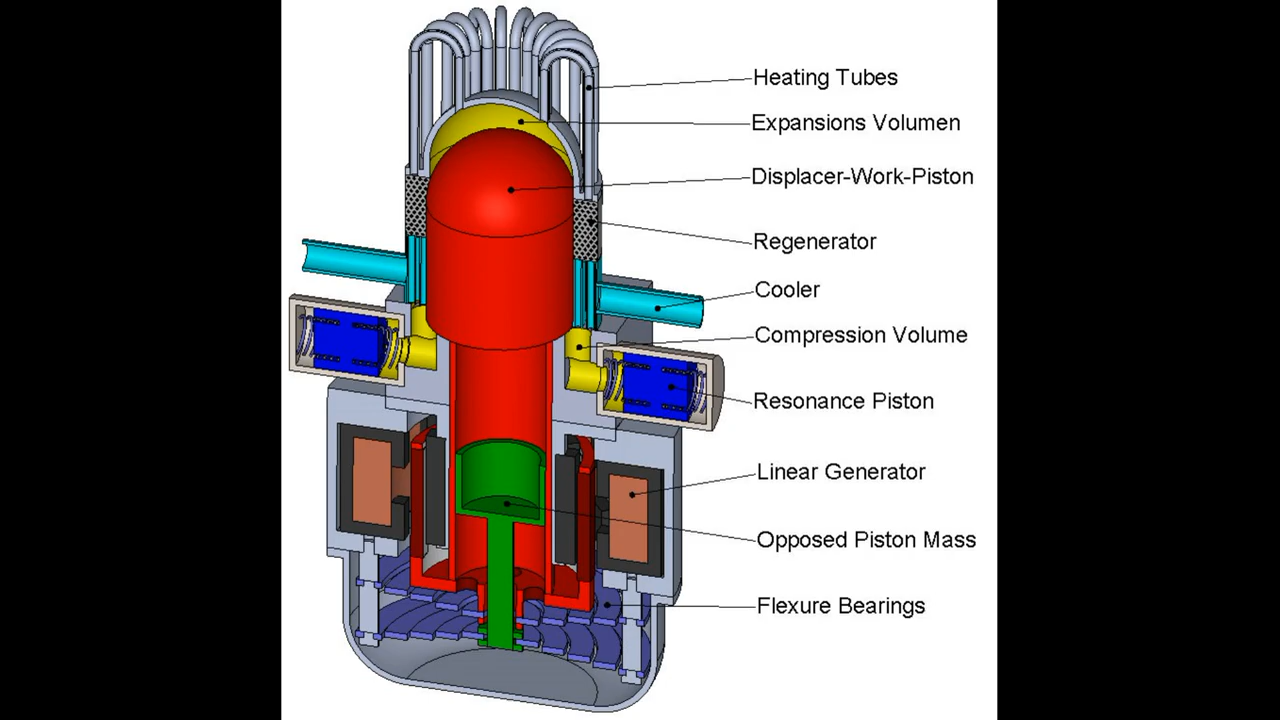 Heating Tubes
Expansions Volumen
Displacer-Work-Piston
Regenerator
Cooler
Compression Volume
Resonance Piston
Linear Generator
Opposed Piston Mass
Flexure Bearings